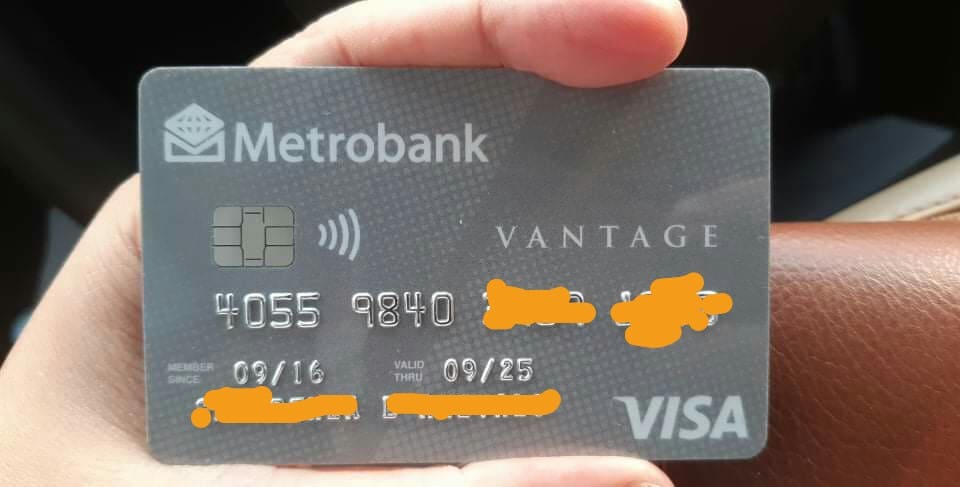 Metrobank
VANTAGE
4055 9840
MEMBER SINCE 09/16 VALID THRU 09/25
VISA